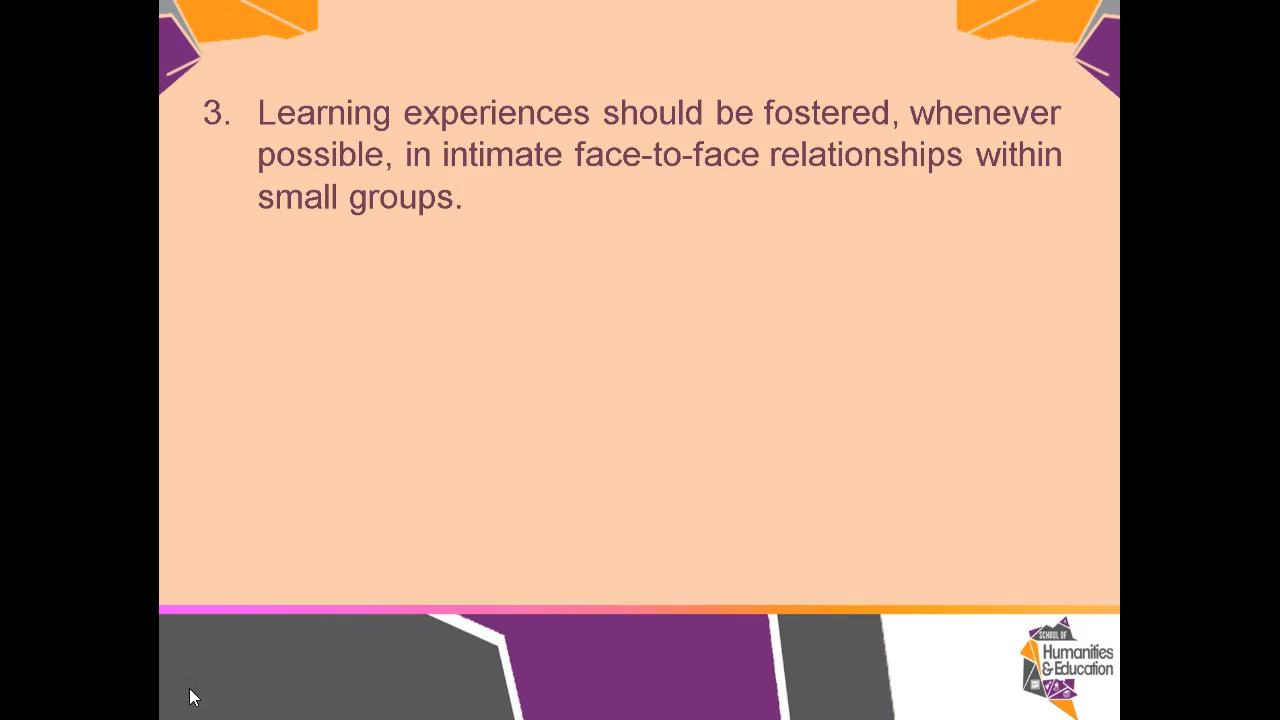 3. Learning experiences should be fostered, whenever
possible, in intimate face-to-face relationships within
small groups.
SCHOOL OF
Humanities
& Education